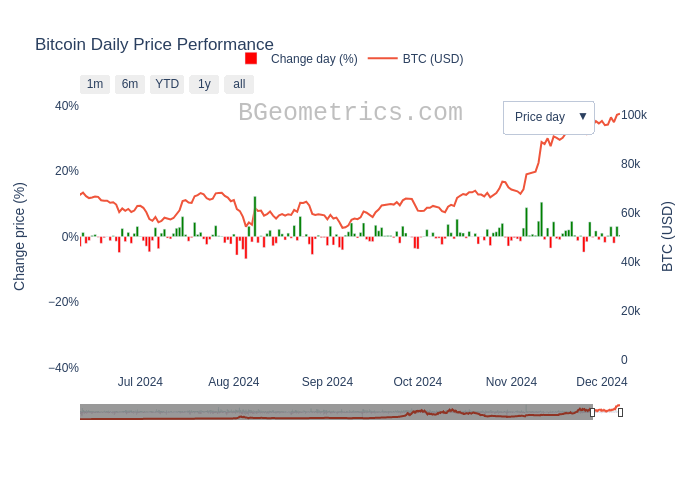 Bitcoin Daily Price Performance
Change day (%)
BTC (USD)
1m
6m
YTD
1y
all
BGeometrics.com
Price day ▼
40%
20%
0%
−20%
−40%
Change price (%)
100k
80k
60k
40k
20k
0
BTC (USD)
Jul 2024
Aug 2024
Sep 2024
Oct 2024
Nov 2024
Dec 2024